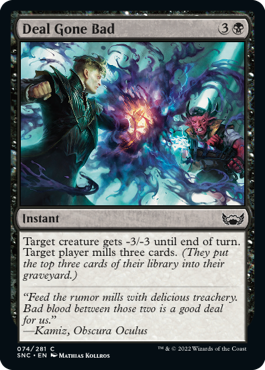 Deal Gone Bad 3
Instant
Target creature gets -3/-3 until end of turn.
Target player mills three cards. (They put
the top three cards of their library into their
graveyard.)
“Feed the rumor mills with delicious treachery.
Bad blood between those two is a good deal
for us.”
—Kamiz, Obscura Oculus
074/281 C
SNC • EN Mathias Kollros
™ & © 2022 Wizards of the Coast